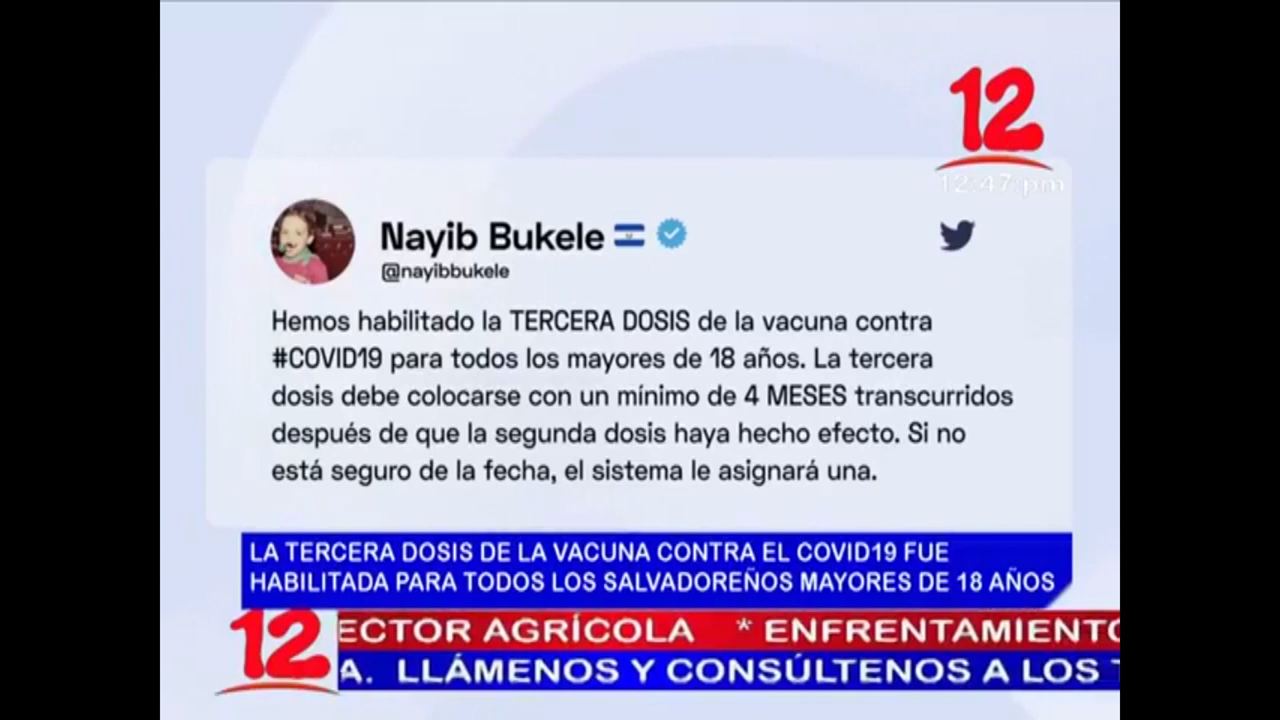 12
12:47 pm
Nayib Bukele
@nayibbukele
Hemos habilitado la TERCERA DOSIS de la vacuna contra
#COVID19 para todos los mayores de 18 años. La tercera
dosis debe colocarse con un mínimo de 4 MESES transcurridos
después de que la segunda dosis haya hecho efecto. Si no
está seguro de la fecha, el sistema le asignará una.
LA TERCERA DOSIS DE LA VACUNA CONTRA EL COVID19 FUE
HABILITADA PARA TODOS LOS SALVADOREÑOS MAYORES DE 18 AÑOS
12
ECTOR AGRÍCOLA * ENFRENTAMIENTO
A. LLÁMENOS Y CONSÚLTENOS A LOS T